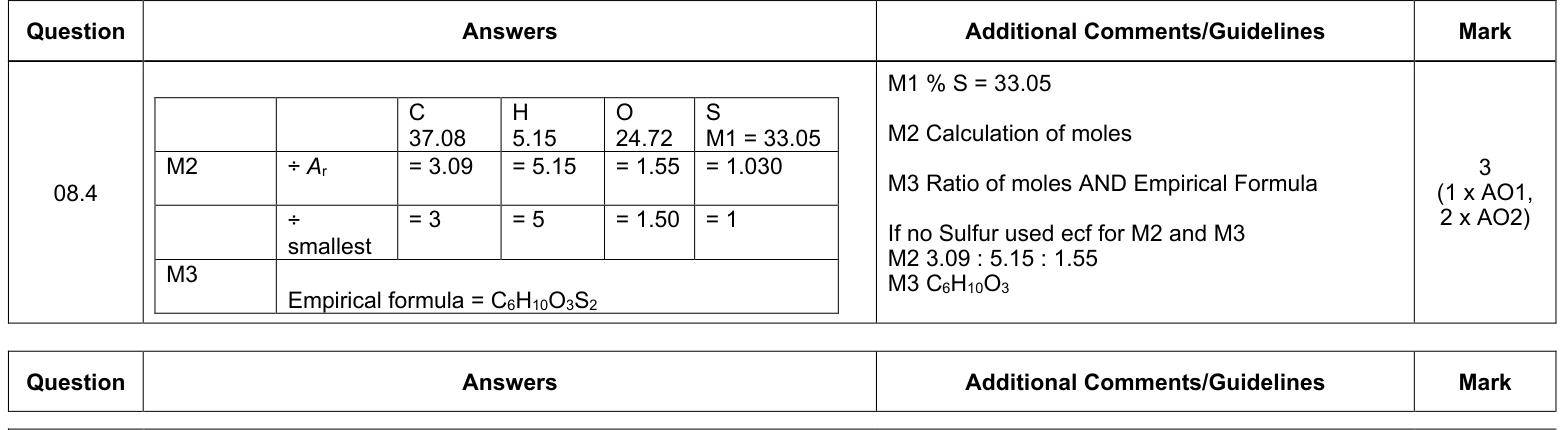 Question Answers Additional Comments/Guidelines Mark
08.4
C H O S
37.08 5.15 24.72 M1 = 33.05
M2 ÷ Ar = 3.09 = 5.15 = 1.55 = 1.030
÷ = 3 = 5 = 1.50 = 1
smallest
M3
Empirical formula = C6H10O3S2
M1 % S = 33.05
M2 Calculation of moles
M3 Ratio of moles AND Empirical Formula
If no Sulfur used ecf for M2 and M3
M2 3.09 : 5.15 : 1.55
M3 C6H10O3
3
(1 x AO1,
2 x AO2)
Question Answers Additional Comments/Guidelines Mark